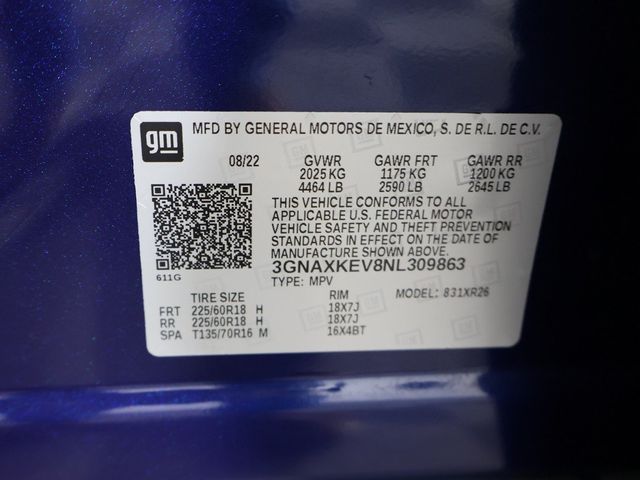 gm
MFD BY GENERAL MOTORS DE MEXICO, S. DE R.L. DE C.V.
08/22 GVWR GAWR FRT GAWR RR
2025 KG 1175 KG 1200 KG
4464 LB 2590 LB 2645 LB
THIS VEHICLE CONFORMS TO ALL
APPLICABLE U.S. FEDERAL MOTOR
VEHICLE SAFETY AND THEFT PREVENTION
STANDARDS IN EFFECT ON THE DATE OF
MANUFACTURE SHOWN ABOVE.
3GNAXKEV8NL309863
611G
TYPE: MPV MODEL: 831XR26
TIRE SIZE RIM
FRT 225/60R18 H 18X7J
RR 225/60R18 H 18X7J
SPA T135/70R16 M 16X4BT